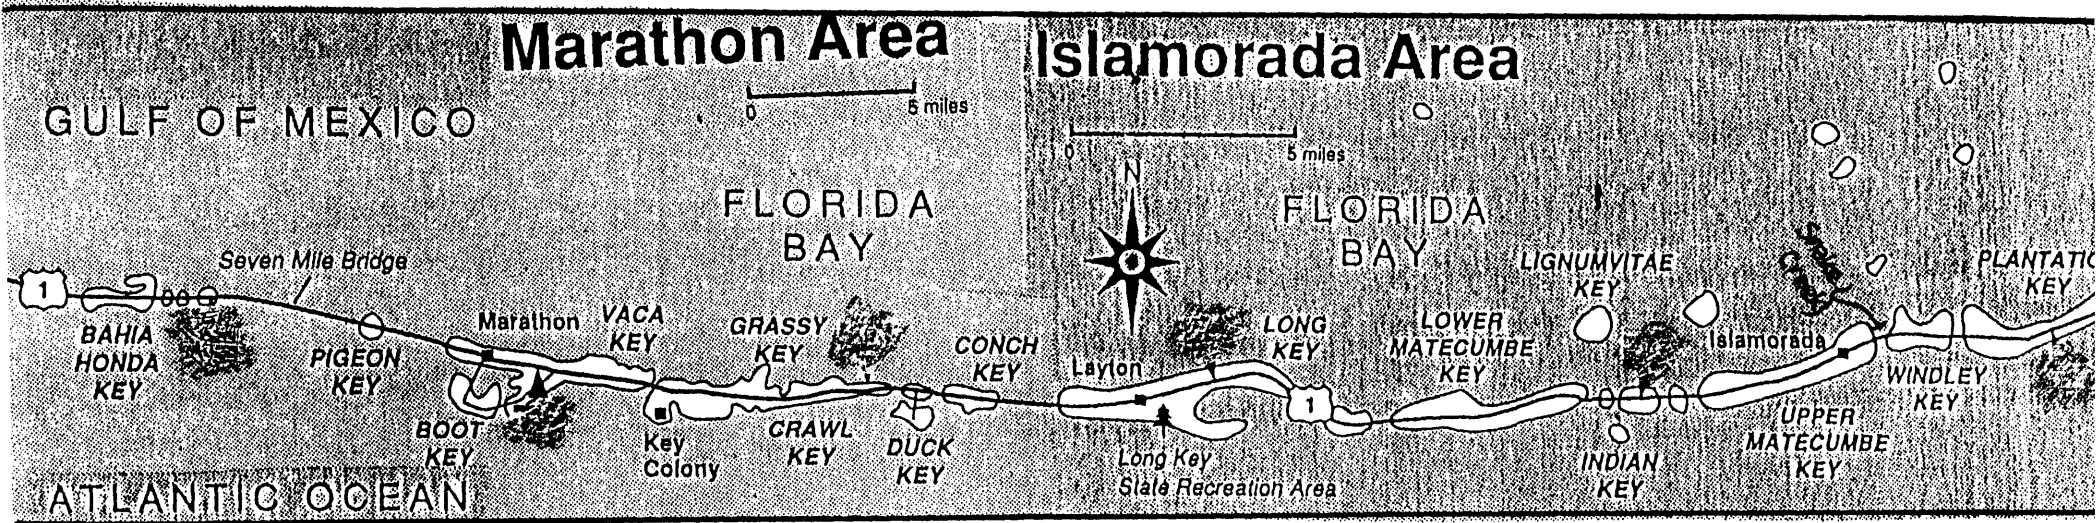 Marathon Area
0
5 miles
GULF OF MEXICO
FLORIDA
BAY
Seven Mile Bridge
1
BAHIA
HONDA
KEY
PIGEON
KEY
Marathon
VACA
KEY
BOOT
KEY
Key
Colony
GRASSY
KEY
CRAWL
KEY
DUCK
KEY
CONCH
KEY
ATLANTIC OCEAN
Islamorada Area
0
5 miles
N
FLORIDA
BAY
Layton
LONG
KEY
Long Key
State Recreation Area
1
LOWER
MATECUMBE
KEY
LIGNUMVITAE
KEY
INDIAN
KEY
Islamorada
UPPER
MATECUMBE
KEY
Snake
Creek
WINDLEY
KEY
PLANTATIO
KEY